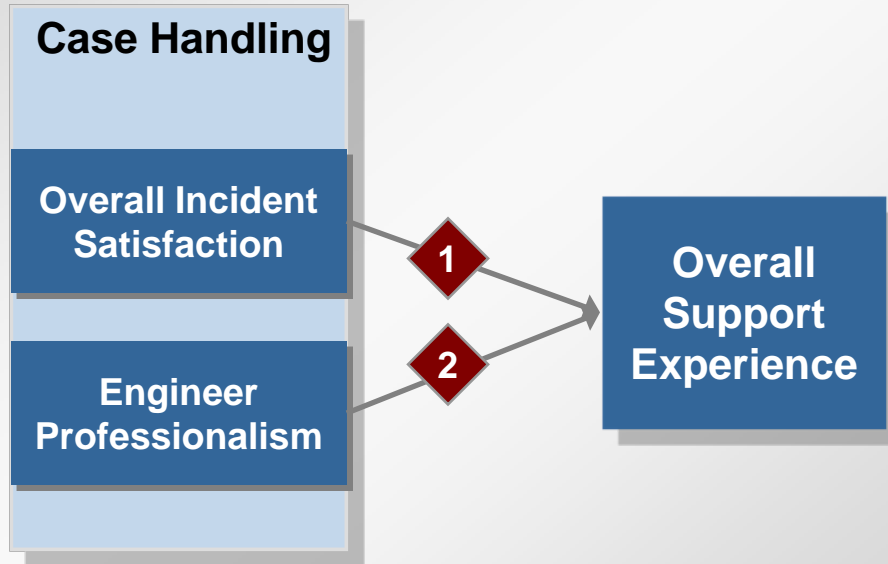 Case Handling
Overall Incident
Satisfaction
Engineer
Professionalism
1
2
Overall
Support
Experience